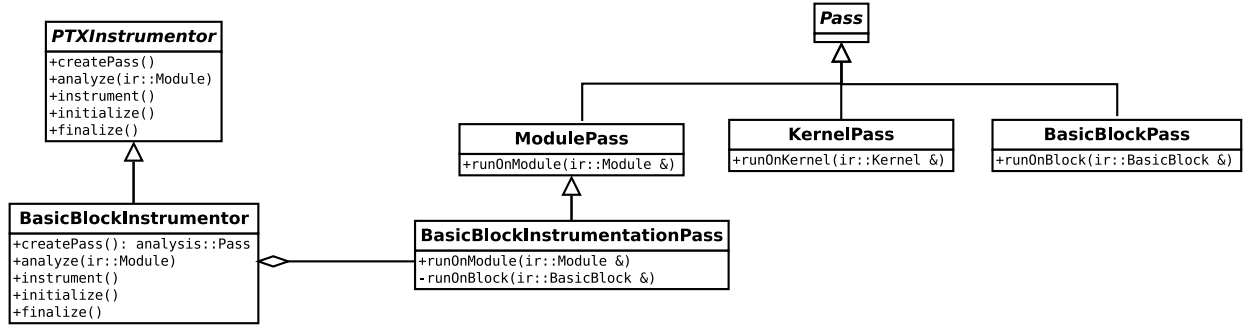 PTXInstrumentor
+createPass()
+analyze(ir::Module)
+instrument()
+initialize()
+finalize()
BasicBlockInstrumentor
+createPass(): analysis::Pass
+analyze(ir::Module)
+instrument()
+initialize()
+finalize()
Pass
ModulePass
+runOnModule(ir::Module &)
KernelPass
+runOnKernel(ir::Kernel &)
BasicBlockPass
+runOnBlock(ir::BasicBlock &)
BasicBlockInstrumentationPass
+runOnModule(ir::Module &)
-runOnBlock(ir::BasicBlock &)